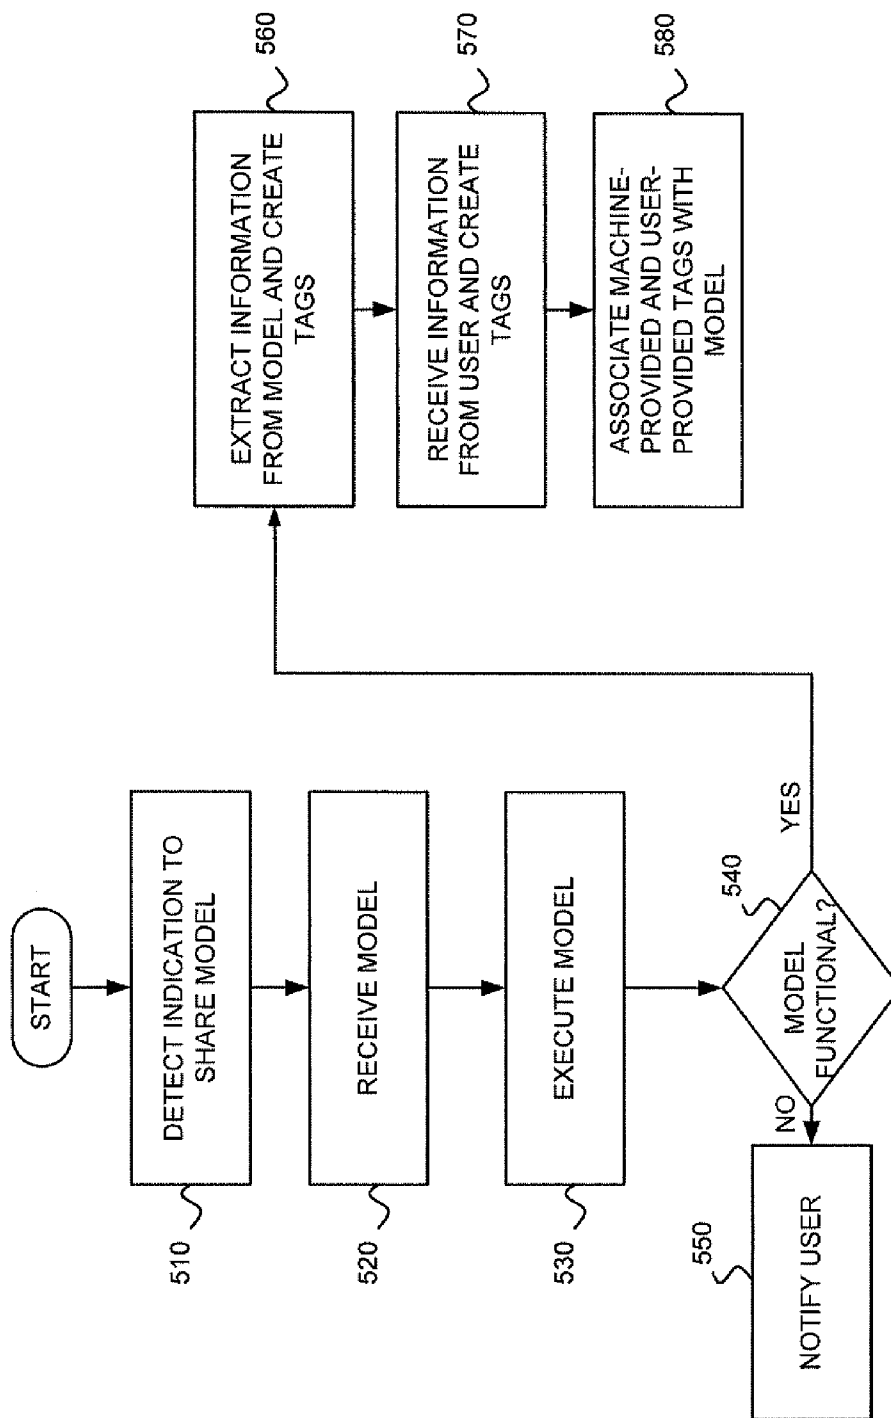 START
DETECT INDICATION TO
SHARE MODEL
510
RECEIVE MODEL
520
EXECUTE MODEL
530
MODEL
FUNCTIONAL?
540
NO
YES
NOTIFY USER
550
EXTRACT INFORMATION
FROM MODEL AND CREATE
TAGS
560
RECEIVE INFORMATION
FROM USER AND CREATE
TAGS
570
ASSOCIATE MACHINE-
PROVIDED AND USER-
PROVIDED TAGS WITH
MODEL
580